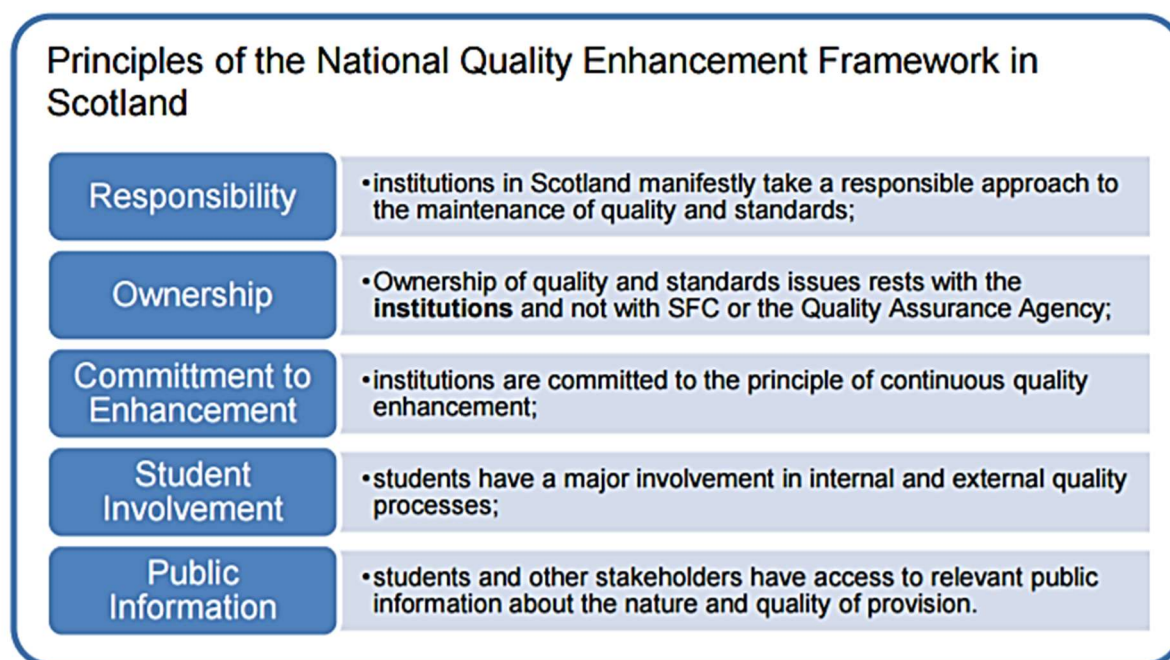 Principles of the National Quality Enhancement Framework in
Scotland
Responsibility
•institutions in Scotland manifestly take a responsible approach to
the maintenance of quality and standards;
Ownership
•Ownership of quality and standards issues rests with the
institutions and not with SFC or the Quality Assurance Agency;
Committment to
Enhancement
•institutions are committed to the principle of continuous quality
enhancement;
Student
Involvement
•students have a major involvement in internal and external quality
processes;
Public
Information
•students and other stakeholders have access to relevant public
information about the nature and quality of provision.